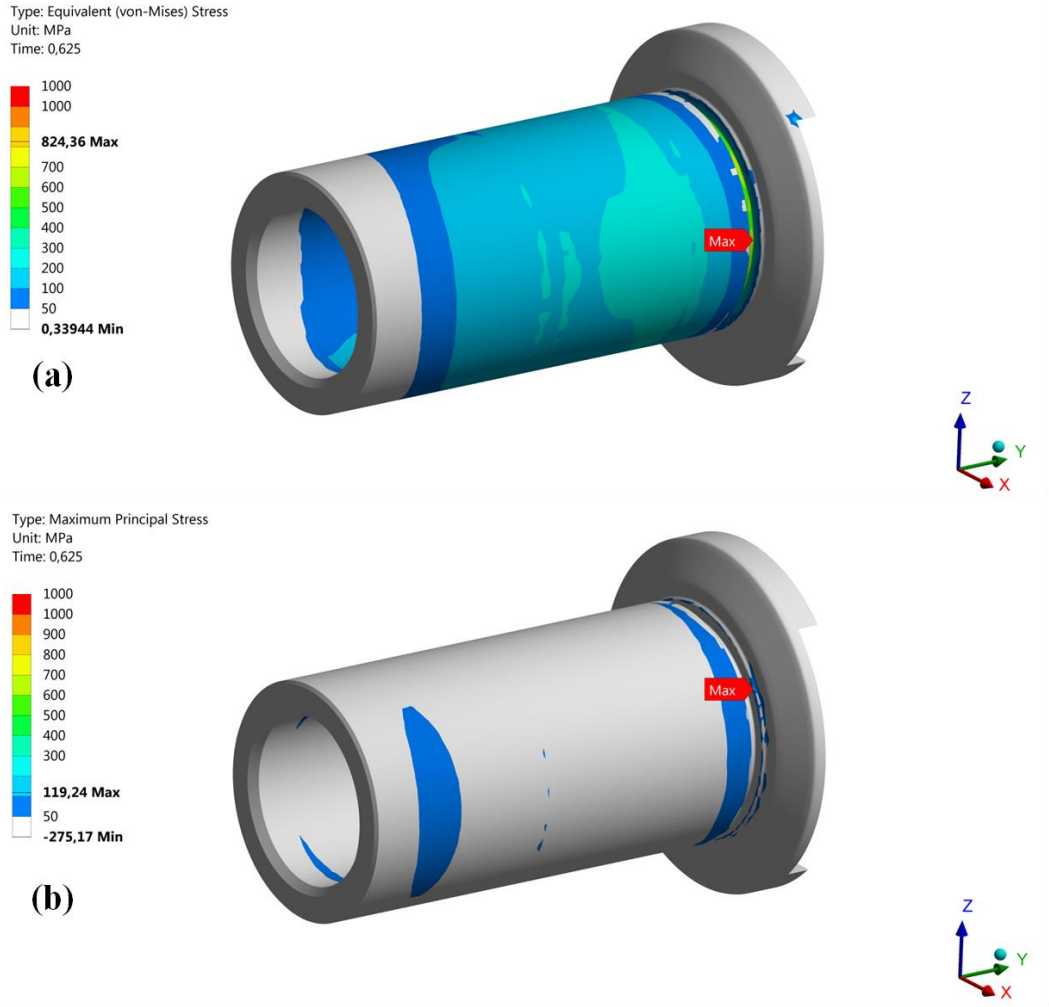 Type: Equivalent (von-Mises) Stress
Unit: MPa
Time: 0,625
1000
1000
824,36 Max
700
600
500
400
300
200
100
50
0,33944 Min
Max
(a)
Z
Y
X
Type: Maximum Principal Stress
Unit: MPa
Time: 0,625
1000
1000
900
800
700
600
500
400
300
119,24 Max
50
-275,17 Min
Max
(b)
Z
Y
X